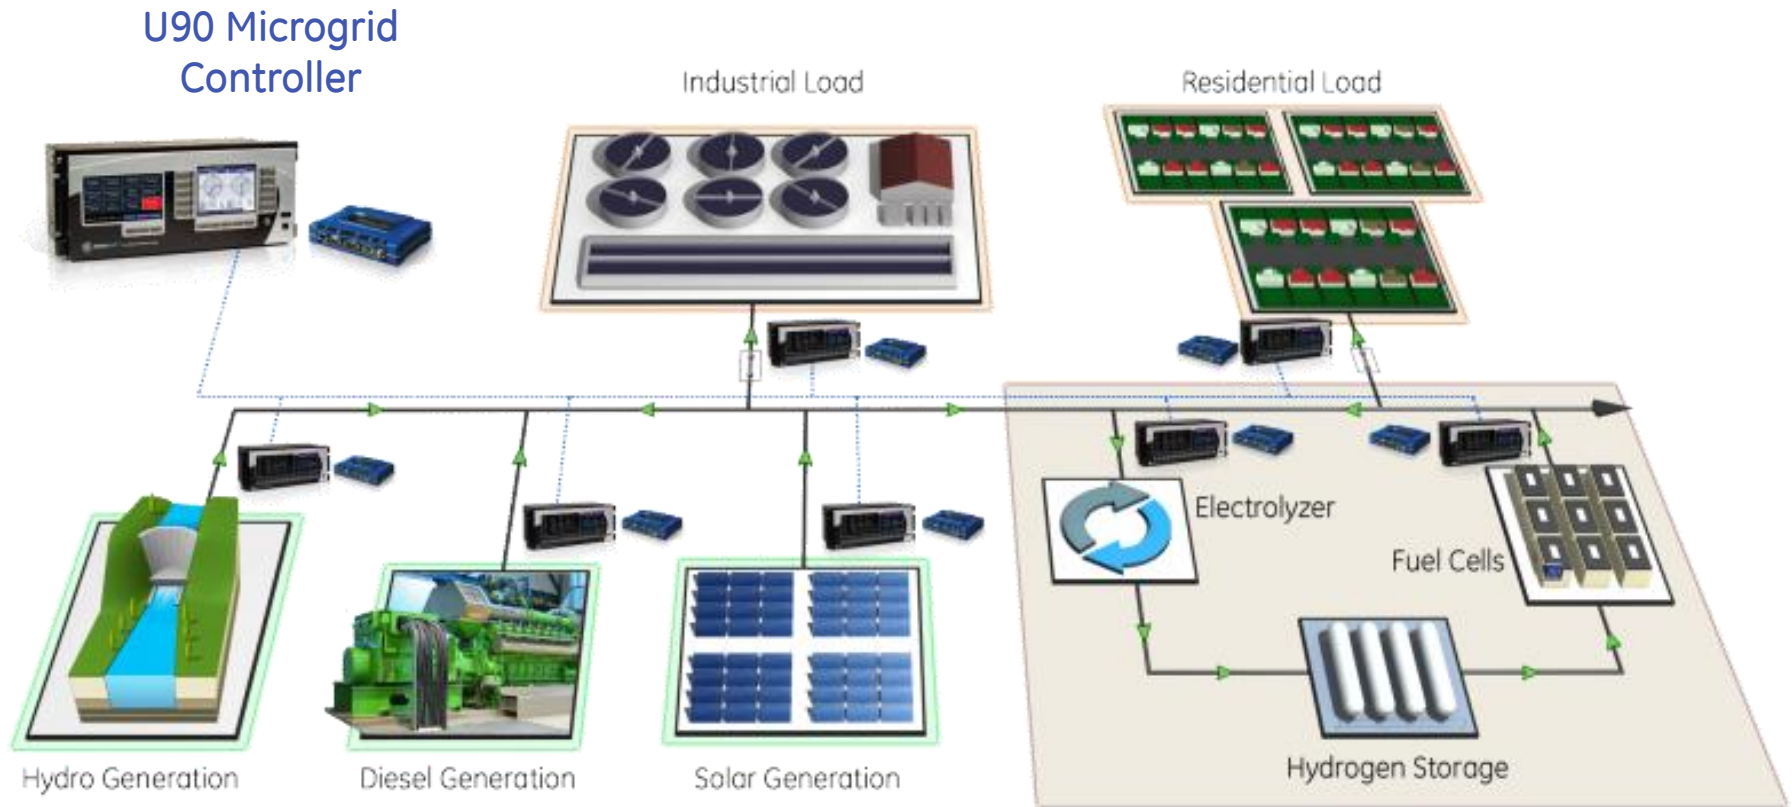 U90 Microgrid
Controller
Industrial Load
Residential Load
Electrolyzer
Fuel Cells
Hydrogen Storage
Hydro Generation
Diesel Generation
Solar Generation